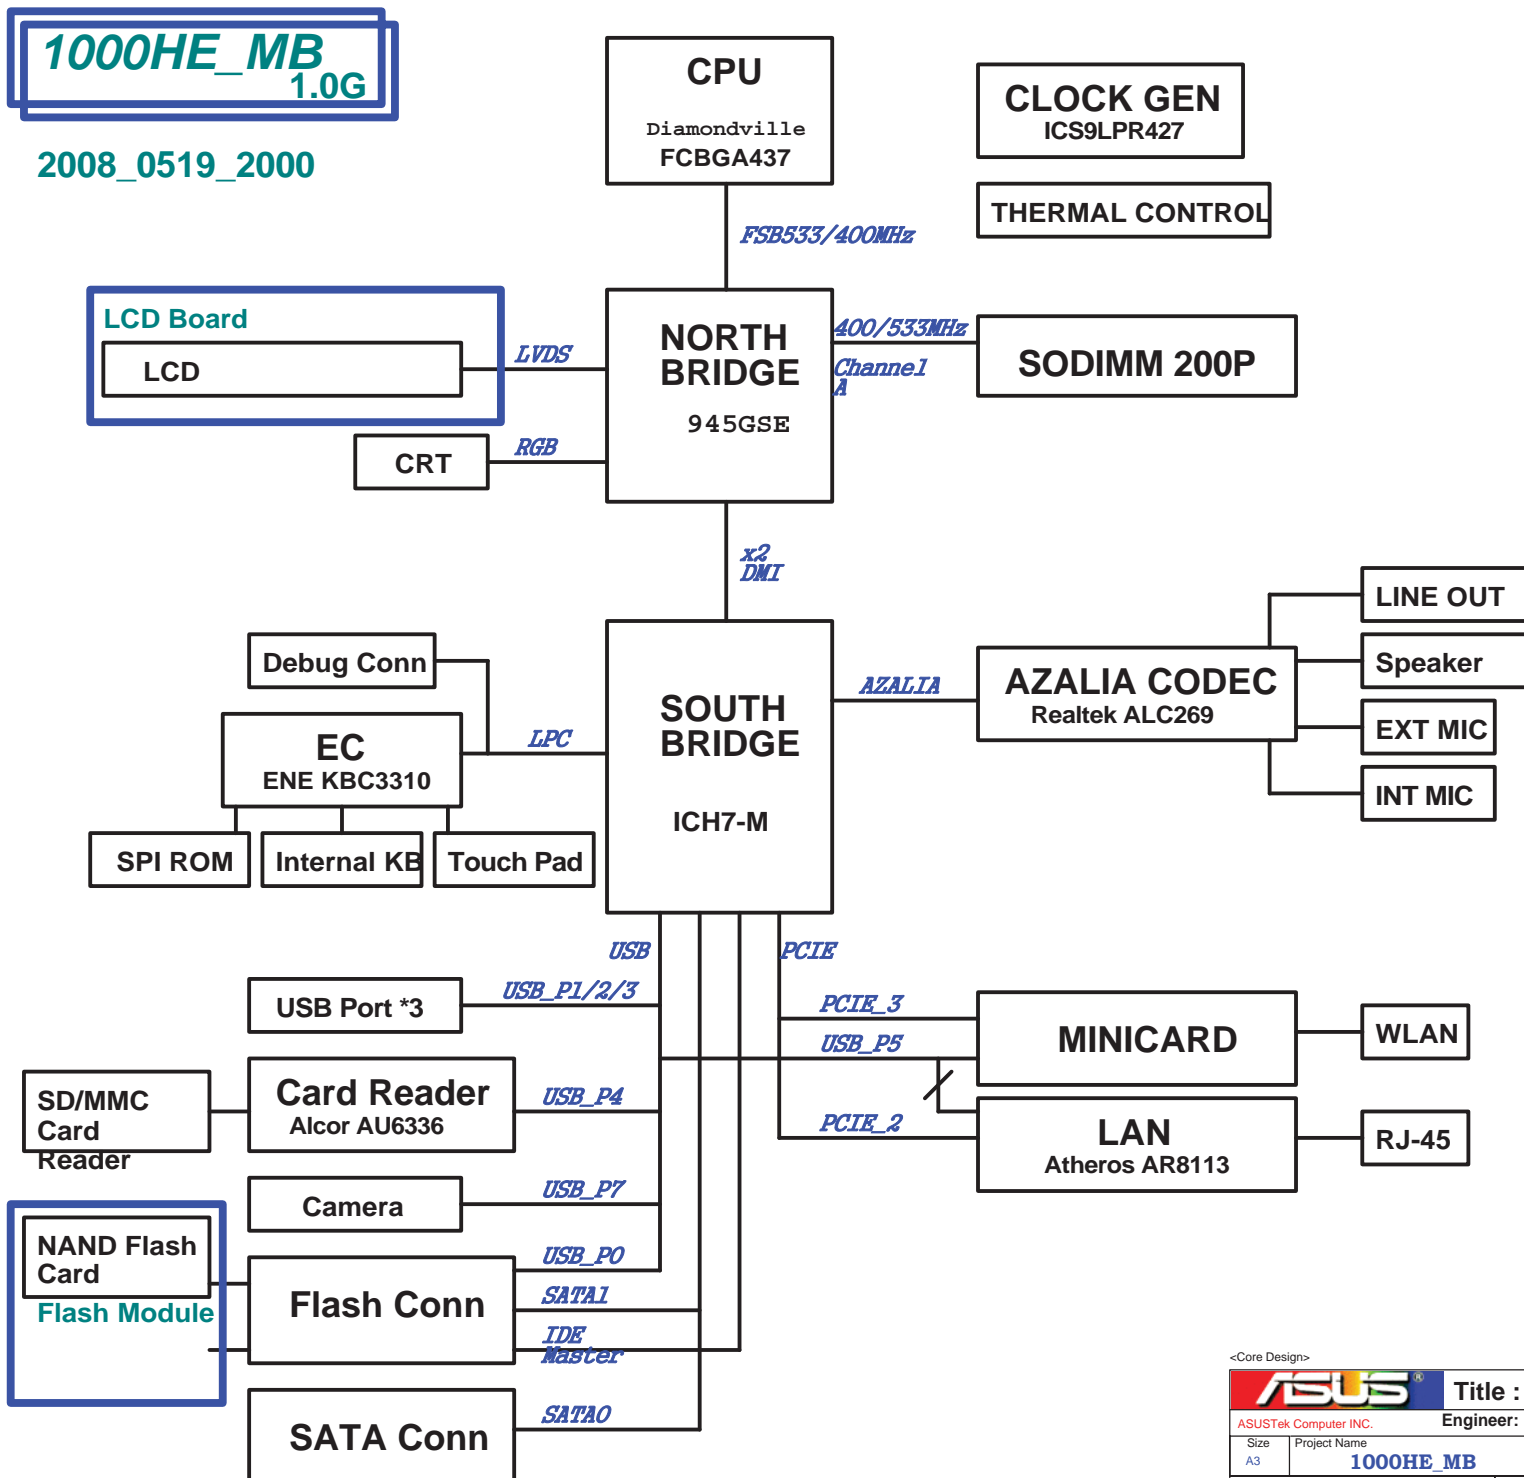 1000HE_MB
1.0G
2008_0519_2000
CPU
Diamondville
FCBGA437
CLOCK GEN
ICS9LPR427
THERMAL CONTROL
FSB533/400MHz
LCD Board
LCD
LVDS
NORTH
BRIDGE
945GSE
400/533MHz
Channel
A
SODIMM 200P
CRT
RGB
x2
DMI
LINE OUT
Debug Conn
Speaker
AZALIA
AZALIA CODEC
Realtek ALC269
SOUTH
BRIDGE
ICH7-M
EC
ENE KBC3310
LPC
EXT MIC
INT MIC
SPI ROM
Internal KB
Touch Pad
USB
PCIE
USB Port *3
USB_P1/2/3
PCIE_3
USB_P5
MINICARD
WLAN
SD/MMC
Card
Reader
Card Reader
Alcor AU6336
USB_P4
PCIE_2
LAN
Atheros AR8113
RJ-45
Camera
USB_P7
NAND Flash
Card
Flash Module
Flash Conn
USB_P0
SATA1
IDE
Master
SATA Conn
SATA0
<Core Design>
ASUS ®
Title :
ASUSTek Computer INC.
Engineer:
Size
Project Name
A3
1000HE_MB